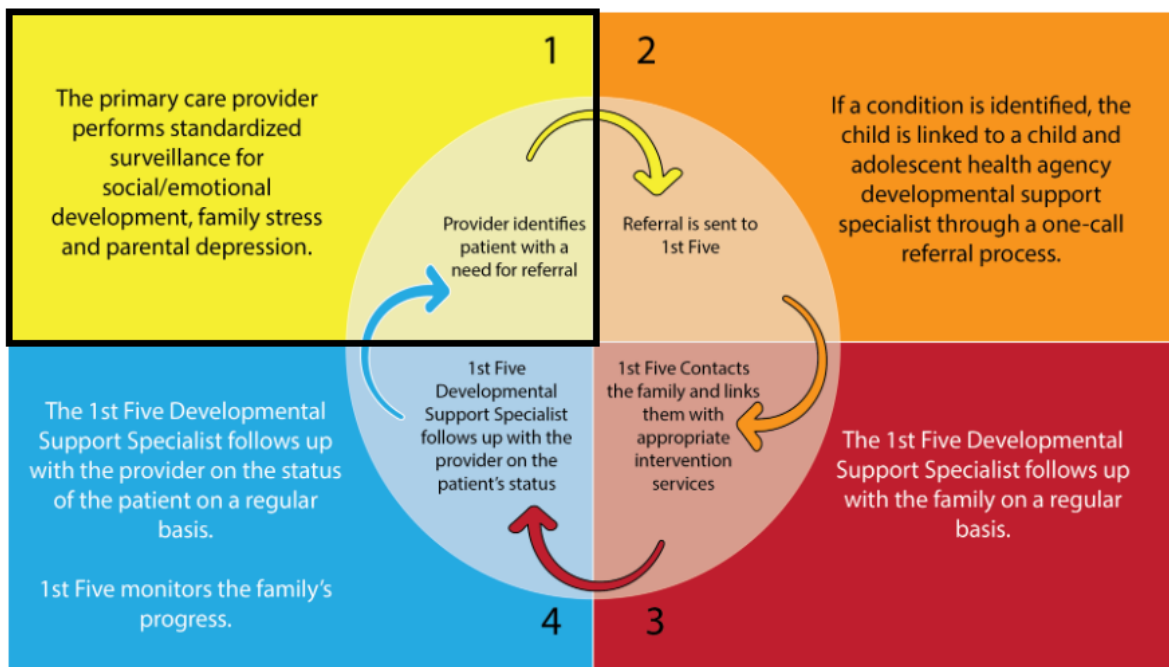 1
The primary care provider
performs standardized
surveillance for
social/emotional
development, family stress
and parental depression.
Provider identifies
patient with a
need for referral
2
If a condition is identified, the
child is linked to a child and
adolescent health agency
developmental support
specialist through a one-call
referral process.
Referral is sent to
1st Five
1st Five Contacts
the family and links
them with
appropriate
intervention
services
The 1st Five Developmental
Support Specialist follows up
with the family on a regular
basis.
3
1st Five
Developmental
Support Specialist
follows up with the
provider on the
patient's status
The 1st Five Developmental
Support Specialist follows up
with the provider on the status
of the patient on a regular
basis.
1st Five monitors the family's
progress.
4